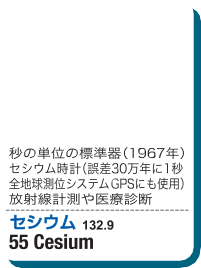 秒の単位の標準器(1967年)
セシウム時計(誤差30万年に1秒
全地球測位システムGPSにも使用)
放射線計測や医療診断
セシウム 132.9
55 Cesium